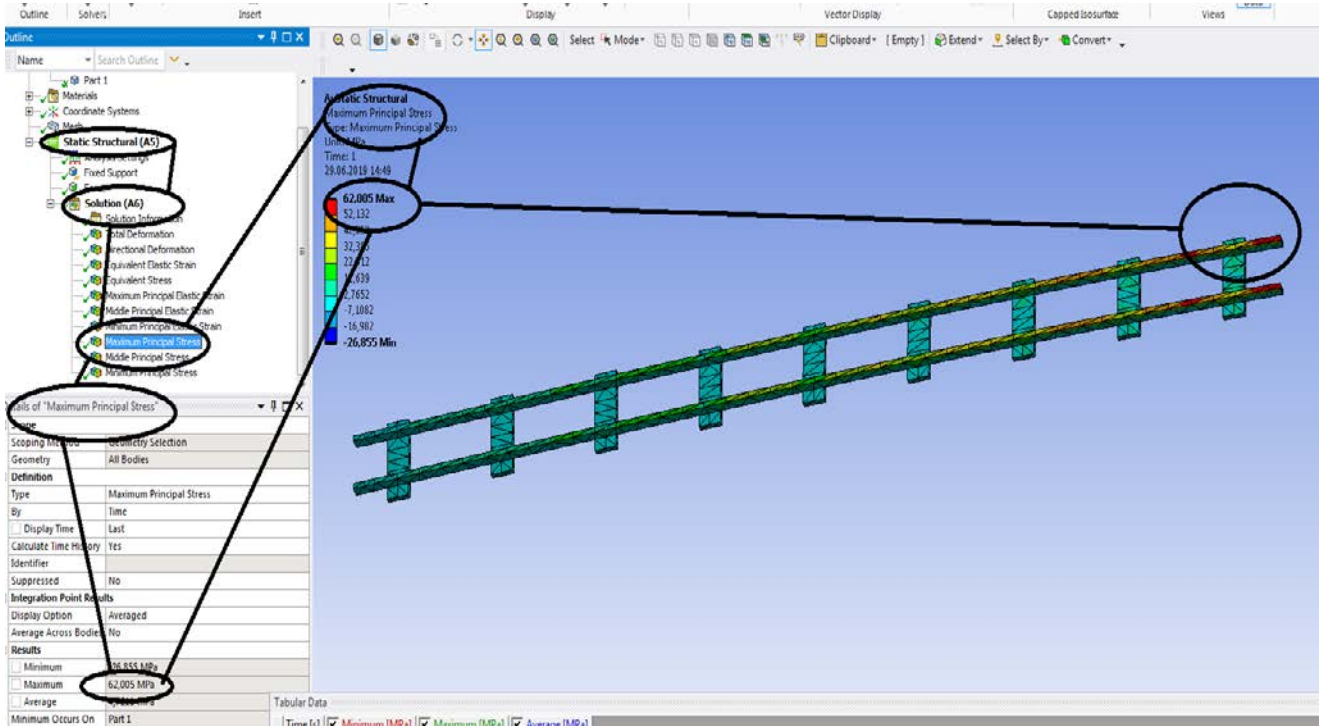 Outline Solvers Insert Display Vector Display Capped Isosurface Views
Outline
Name Search Outline
Select Mode Clipboard [Empty] Extend Select By Convert
Part 1
Materials
Coordinate Systems
Mesh
Static Structural (A5)
Analysis Settings
Fixed Support
Solution (A6)
Solution Information
Total Deformation
Directional Deformation
Equivalent Elastic Strain
Equivalent Stress
Maximum Principal Elastic Strain
Middle Principal Elastic Strain
Minimum Principal Elastic Strain
Maximum Principal Stress
Middle Principal Stress
Minimum Principal Stress
Details of "Maximum Principal Stress"
Scope
Scoping Method Geometry Selection
Geometry All Bodies
Definition
Type Maximum Principal Stress
By Time
Display Time Last
Calculate Time History Yes
Identifier
Suppressed No
Integration Point Results
Display Option Averaged
Average Across Bodies No
Results
Minimum -26,855 MPa
Maximum 62,005 MPa
Average
Minimum Occurs On Part 1
A: Static Structural
Maximum Principal Stress
Type: Maximum Principal Stress
Unit: MPa
Time: 1
29.06.2019 14:49
62,005 Max
52,132
2,7652
-7,1082
-16,982
-26,855 Min
Tabular Data
Time [s] Minimum [MPa] Maximum [MPa] Average [MPa]